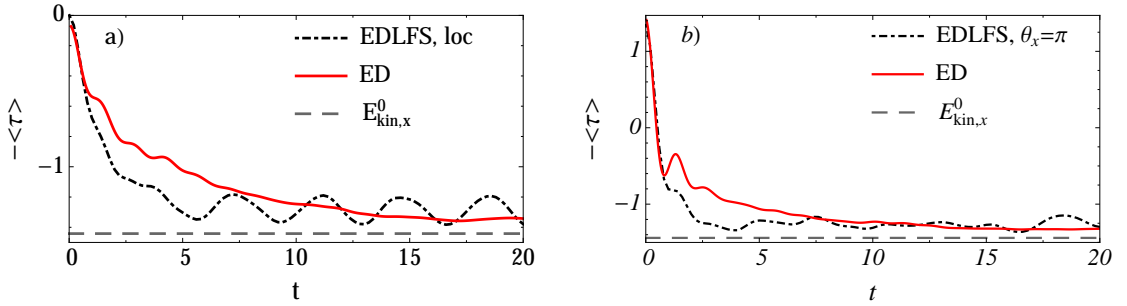 a)
EDLFS, loc
ED
E⁰kin,x
−<τ>
0
−1
0 5 10 15 20
t
b)
EDLFS, θx=π
ED
E⁰kin,x
−<τ>
1
0
−1
0 5 10 15 20
t